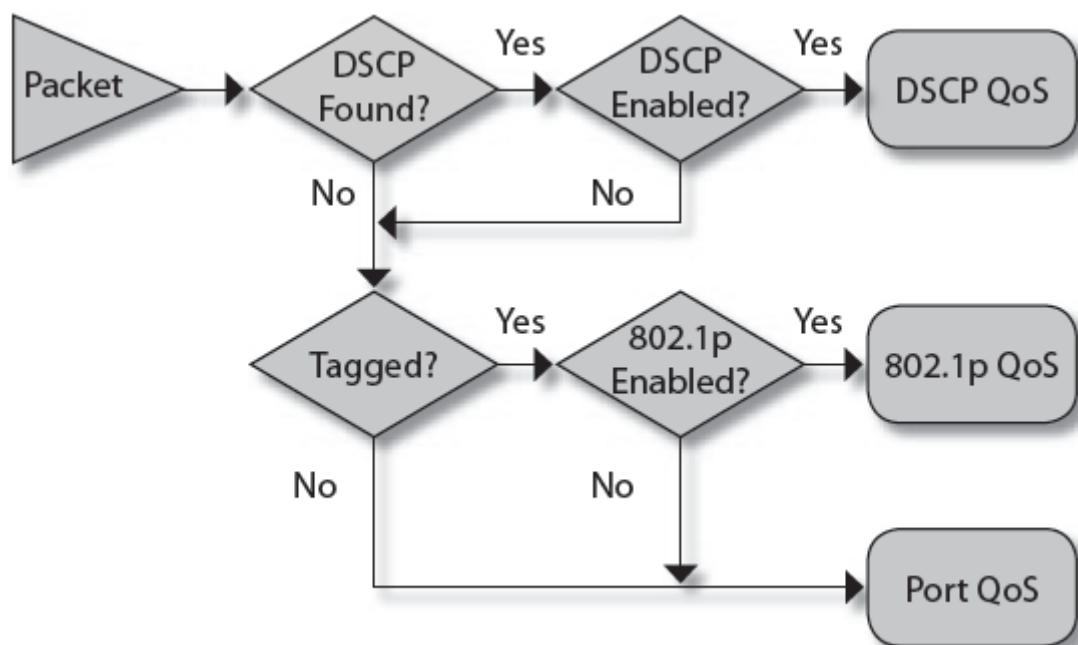 Packet
DSCP
Found?
Yes
DSCP
Enabled?
Yes
DSCP QoS
No
No
Tagged?
Yes
802.1p
Enabled?
Yes
802.1p QoS
No
No
Port QoS